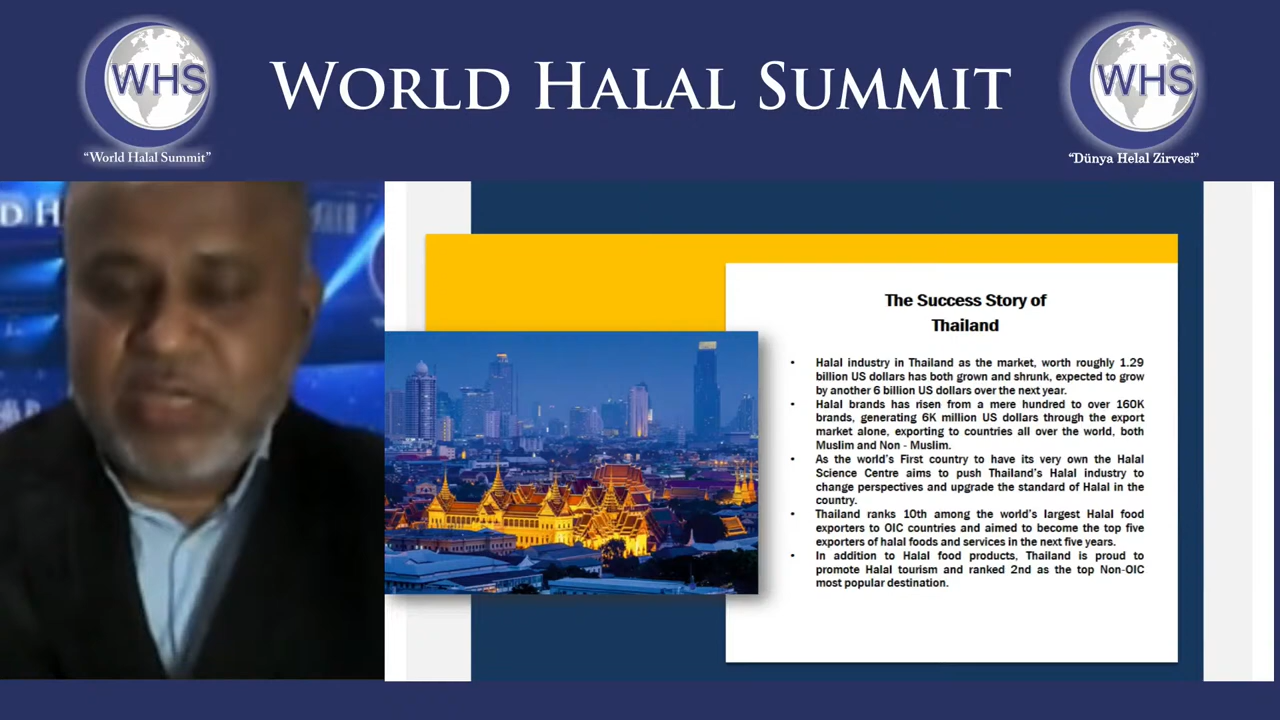 WORLD HALAL SUMMIT
WHS
"World Halal Summit"
WHS
"Dünya Helal Zirvesi"
D H
The Success Story of
Thailand
• Halal industry in Thailand as the market, worth roughly 1.29
billion US dollars has both grown and shrunk, expected to grow
by another 6 billion US dollars over the next year.
• Halal brands has risen from a mere hundred to over 160K
brands, generating 6K million US dollars through the export
market alone, exporting to countries all over the world, both
Muslim and Non - Muslim.
• As the world's First country to have its very own the Halal
Science Centre aims to push Thailand's Halal industry to
change perspectives and upgrade the standard of Halal in the
country.
• Thailand ranks 10th among the world's largest Halal food
exporters to OIC countries and aimed to become the top five
exporters of halal foods and services in the next five years.
• In addition to Halal food products, Thailand is proud to
promote Halal tourism and ranked 2nd as the top Non-OIC
most popular destination.